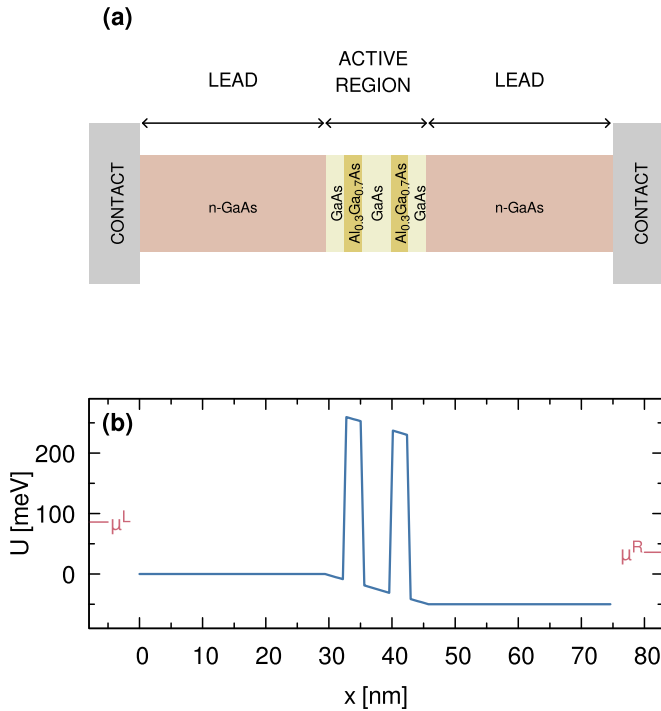 (a)
LEAD
ACTIVE
REGION
LEAD
CONTACT
n-GaAs
GaAs
Al0.3Ga0.7As
GaAs
Al0.3Ga0.7As
GaAs
n-GaAs
CONTACT
(b)
U [meV]
200
100
0
μL
μR
0 10 20 30 40 50 60 70 80
x [nm]